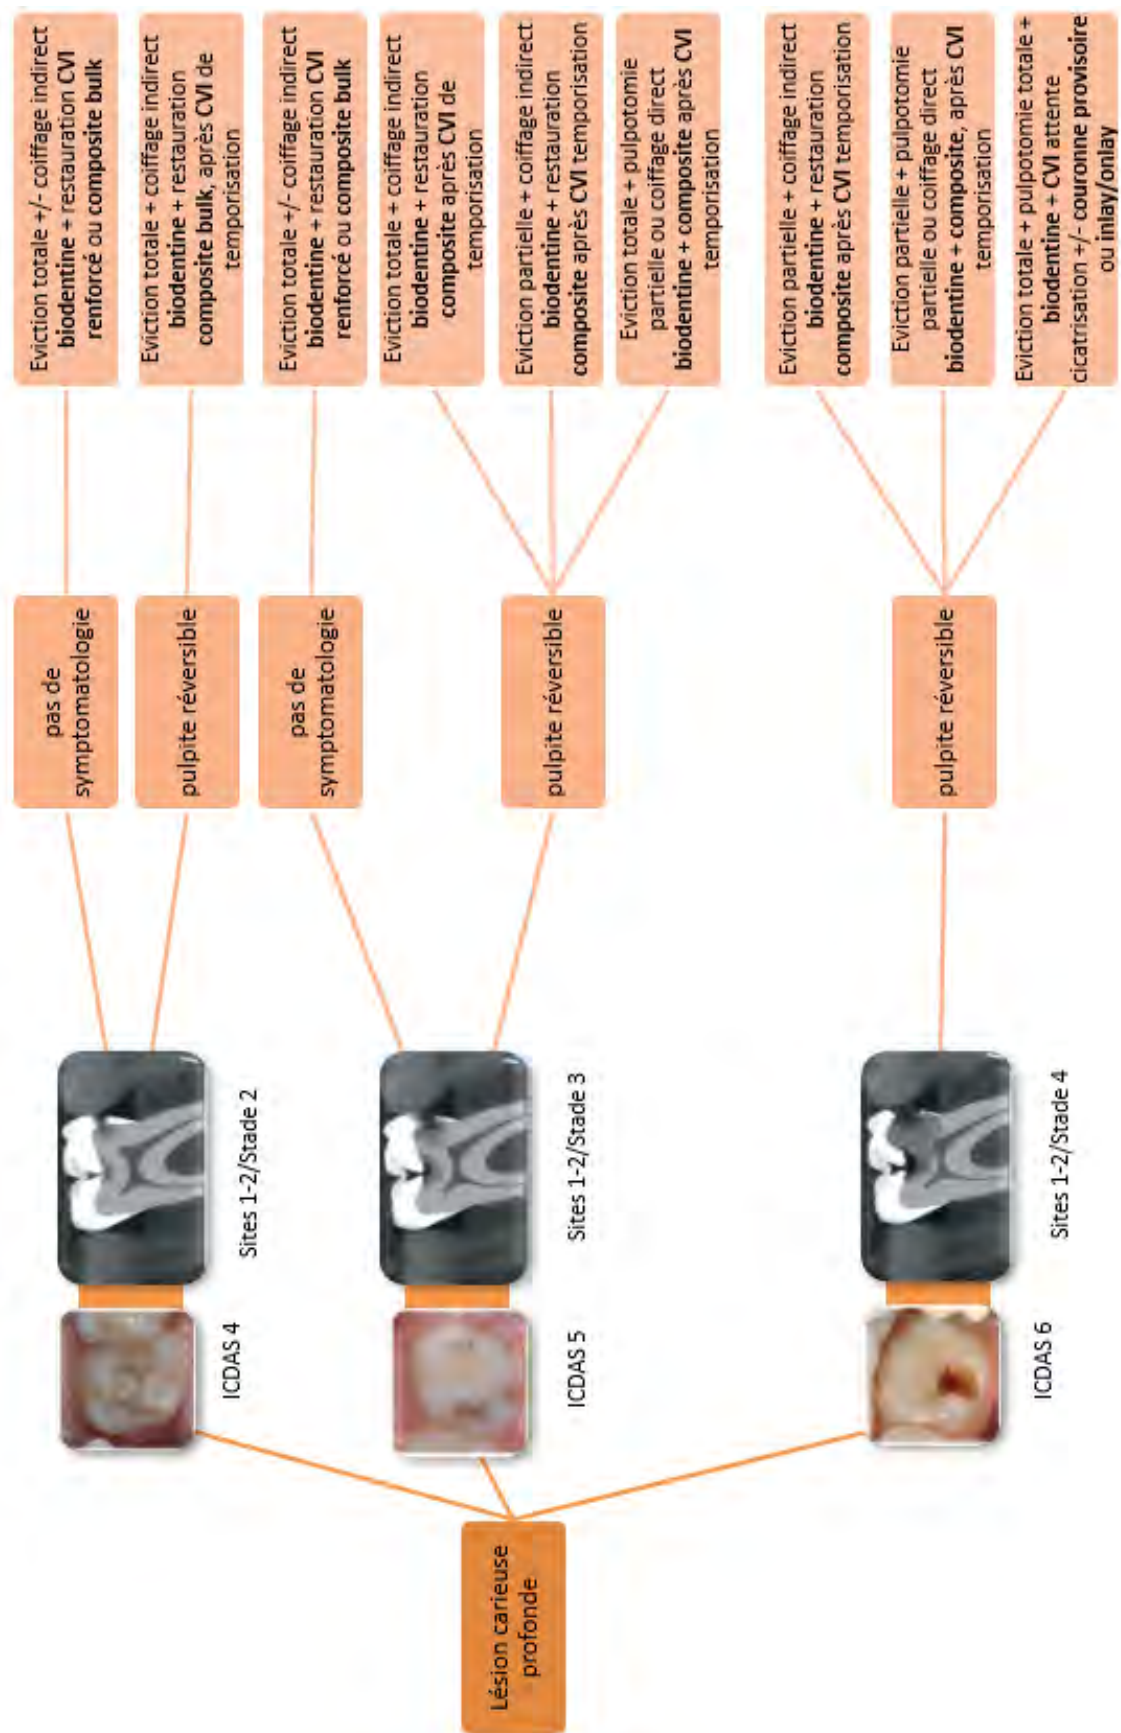 Lésion carieuse
profonde
ICDAS 4
Sites 1-2/Stade 2
pas de
symptomatologie
Eviction totale +/- coiffage indirect
biodentine + restauration CVI
renforcé ou composite bulk
pulpite réversible
Eviction totale + coiffage indirect
biodentine + restauration
composite bulk, après CVI de
temporisation
ICDAS 5
Sites 1-2/Stade 3
pas de
symptomatologie
Eviction totale +/- coiffage indirect
biodentine + restauration CVI
renforcé ou composite bulk
pulpite réversible
Eviction totale + coiffage indirect
biodentine + restauration
composite après CVI de
temporisation
Eviction partielle + coiffage indirect
biodentine + restauration
composite après CVI temporisation
Eviction totale + pulpotomie
partielle ou coiffage direct
biodentine + composite après CVI
temporisation
ICDAS 6
Sites 1-2/Stade 4
pulpite réversible
Eviction partielle + coiffage indirect
biodentine + restauration
composite après CVI temporisation
Eviction partielle + pulpotomie
partielle ou coiffage direct
biodentine + composite, après CVI
temporisation
Eviction totale + pulpotomie totale +
biodentine + CVI attente
cicatrisation +/- couronne provisoire
ou inlay/onlay